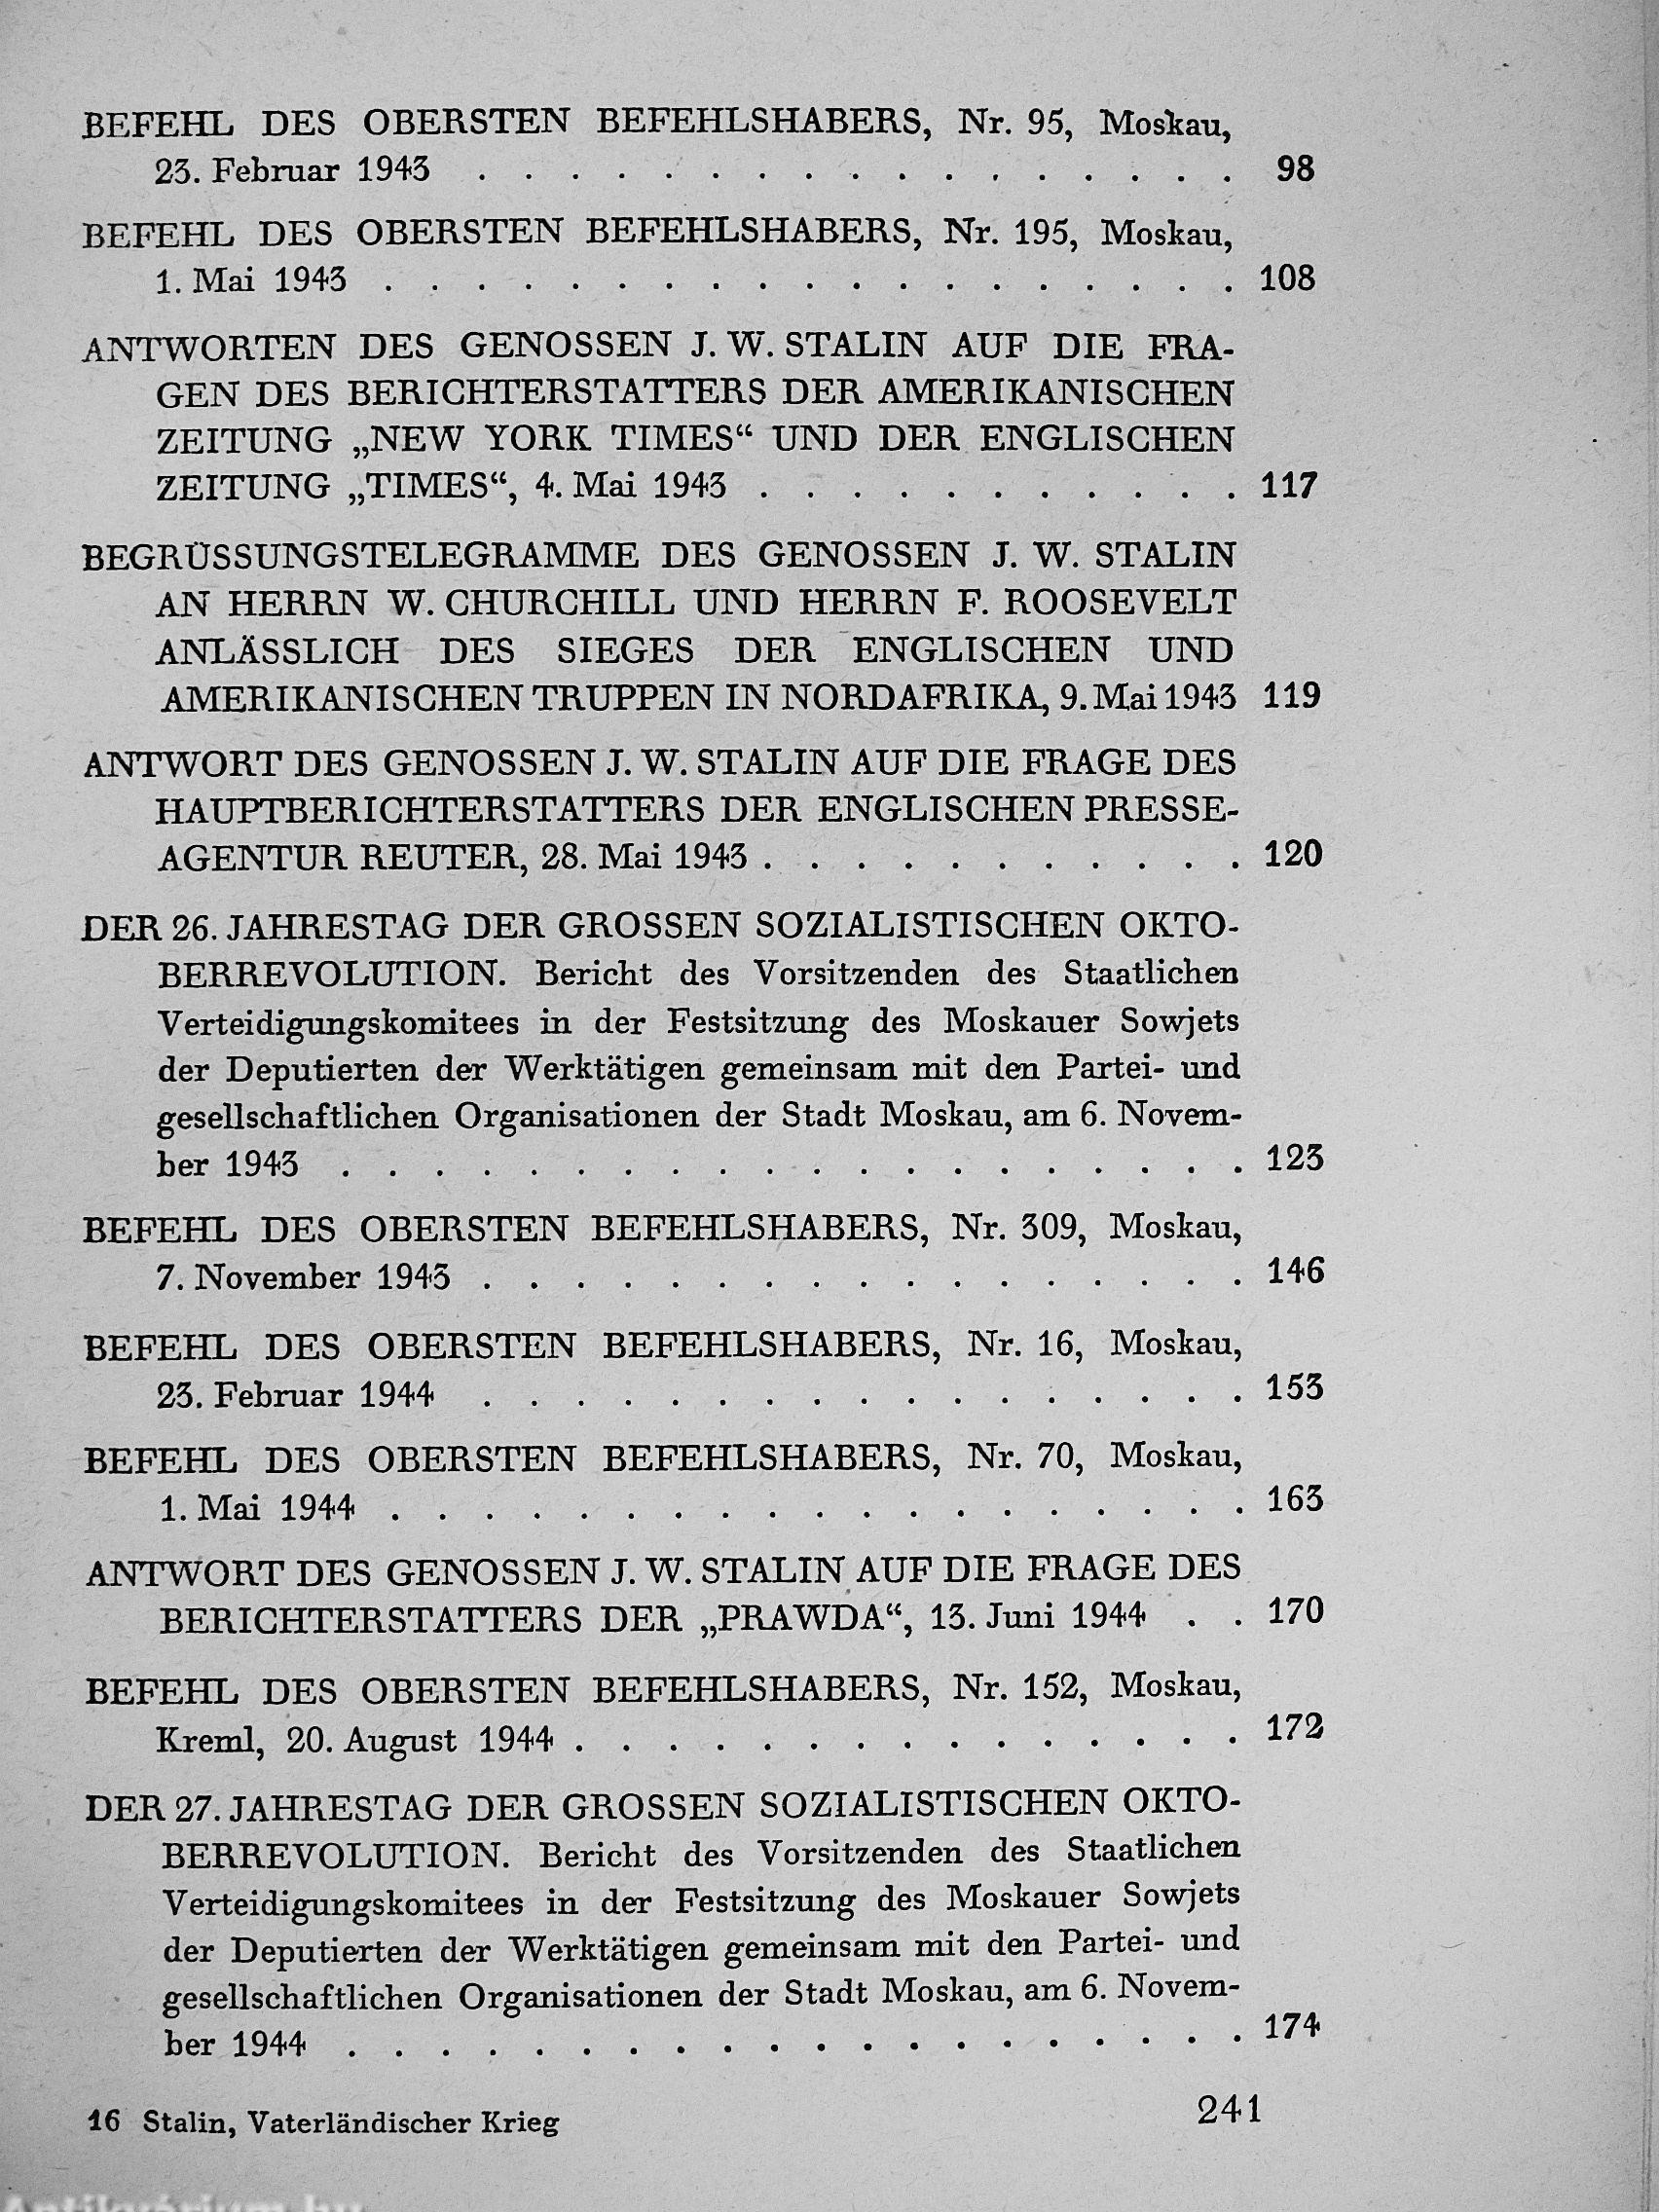 BEFEHL DES OBERSTEN BEFEHLSHABERS, Nr. 95, Moskau,
23. Februar 1943 . . . . . . . . . . . . . . . . . 98
BEFEHL DES OBERSTEN BEFEHLSHABERS, Nr. 195, Moskau,
1. Mai 1943 . . . . . . . . . . . . . . . . . . . 108
ANTWORTEN DES GENOSSEN J. W. STALIN AUF DIE FRA-
GEN DES BERICHTERSTATTERS DER AMERIKANISCHEN
ZEITUNG „NEW YORK TIMES“ UND DER ENGLISCHEN
ZEITUNG „TIMES“, 4. Mai 1943 . . . . . . . . . . . 117
BEGRÜSSUNGSTELEGRAMME DES GENOSSEN J. W. STALIN
AN HERRN W. CHURCHILL UND HERRN F. ROOSEVELT
ANLÄSSLICH DES SIEGES DER ENGLISCHEN UND
AMERIKANISCHEN TRUPPEN IN NORDAFRIKA, 9. Mai 1943 119
ANTWORT DES GENOSSEN J. W. STALIN AUF DIE FRAGE DES
HAUPTBERICHTERSTATTERS DER ENGLISCHEN PRESSE-
AGENTUR REUTER, 28. Mai 1943 . . . . . . . . . . . 120
DER 26. JAHRESTAG DER GROSSEN SOZIALISTISCHEN OKTO-
BERREVOLUTION. Bericht des Vorsitzenden des Staatlichen
Verteidigungskomitees in der Festsitzung des Moskauer Sowjets
der Deputierten der Werktätigen gemeinsam mit den Partei- und
gesellschaftlichen Organisationen der Stadt Moskau, am 6. Novem-
ber 1943 . . . . . . . . . . . . . . . . . . . . 123
BEFEHL DES OBERSTEN BEFEHLSHABERS, Nr. 309, Moskau,
7. November 1943 . . . . . . . . . . . . . . . . . 146
BEFEHL DES OBERSTEN BEFEHLSHABERS, Nr. 16, Moskau,
23. Februar 1944 . . . . . . . . . . . . . . . . . 153
BEFEHL DES OBERSTEN BEFEHLSHABERS, Nr. 70, Moskau,
1. Mai 1944 . . . . . . . . . . . . . . . . . . . 163
ANTWORT DES GENOSSEN J. W. STALIN AUF DIE FRAGE DES
BERICHTERSTATTERS DER „PRAWDA“, 13. Juni 1944 . . 170
BEFEHL DES OBERSTEN BEFEHLSHABERS, Nr. 152, Moskau,
Kreml, 20. August 1944 . . . . . . . . . . . . . . . 172
DER 27. JAHRESTAG DER GROSSEN SOZIALISTISCHEN OKTO-
BERREVOLUTION. Bericht des Vorsitzenden des Staatlichen
Verteidigungskomitees in der Festsitzung des Moskauer Sowjets
der Deputierten der Werktätigen gemeinsam mit den Partei- und
gesellschaftlichen Organisationen der Stadt Moskau, am 6. Novem-
ber 1944 . . . . . . . . . . . . . . . . . . . . 174
16 Stalin, Vaterländischer Krieg 241